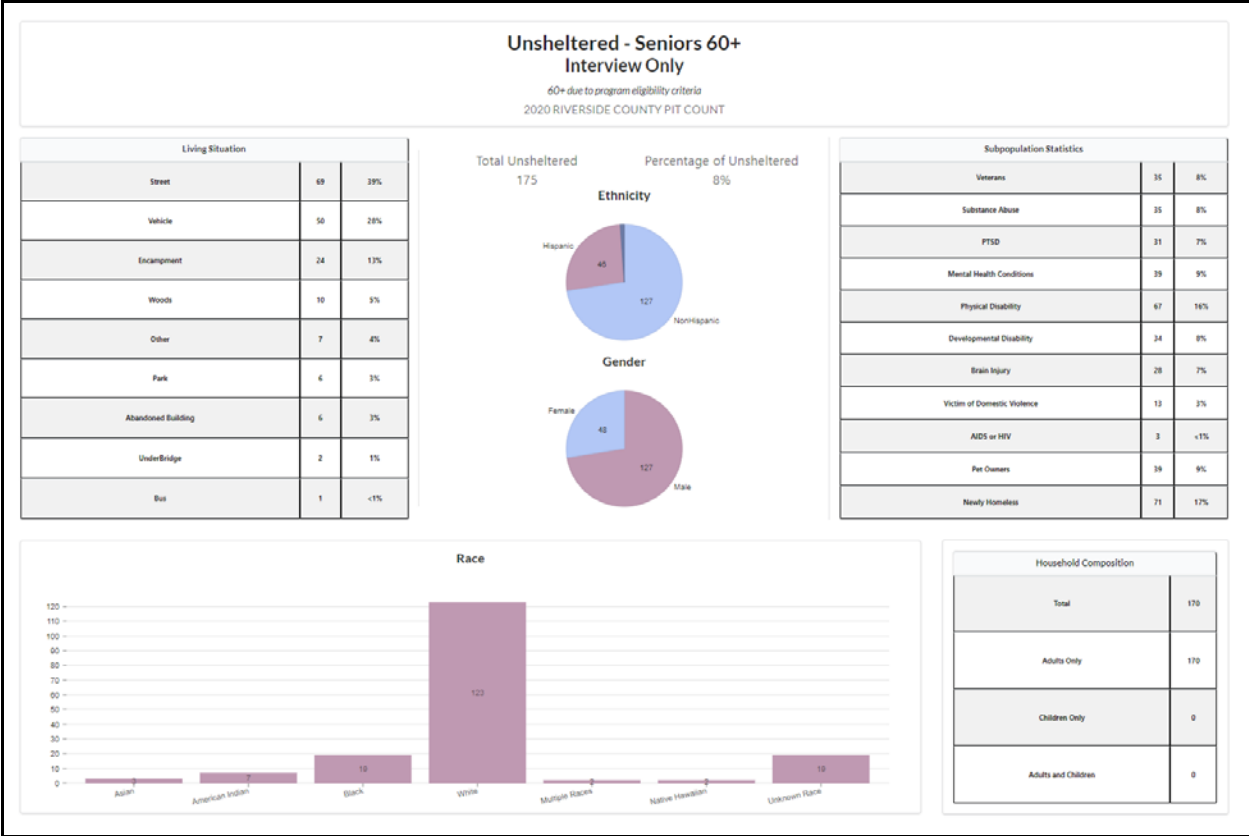 Unsheltered - Seniors 60+
Interview Only
60+ due to program eligibility criteria
2020 RIVERSIDE COUNTY PIT COUNT
Living Situation
Street 69 39%
Vehicle 50 28%
Encampment 24 13%
Woods 10 5%
Other 7 4%
Park 6 3%
Abandoned Building 6 3%
UnderBridge 2 1%
Bus 1 <1%
Total Unsheltered Percentage of Unsheltered
175 8%
Ethnicity
Hispanic
127
NonHispanic
Gender
Female
48
127
Male
Subpopulation Statistics
Veterans 35 8%
Substance Abuse 35 8%
PTSD 31 7%
Mental Health Conditions 39 9%
Physical Disability 67 16%
Developmental Disability 34 8%
Brain Injury 28 7%
Victim of Domestic Violence 13 3%
AIDS or HIV 3 <1%
Pet Owners 39 9%
Newly Homeless 71 17%
Race
120
110
100
90
80
70
60
50
40
30
20
10
0
3 7 19 123 2 2 19
Asian American Indian Black White Multiple Races Native Hawaiian Unknown Race
Household Composition
Total 170
Adults Only 170
Children Only 0
Adults and Children 0